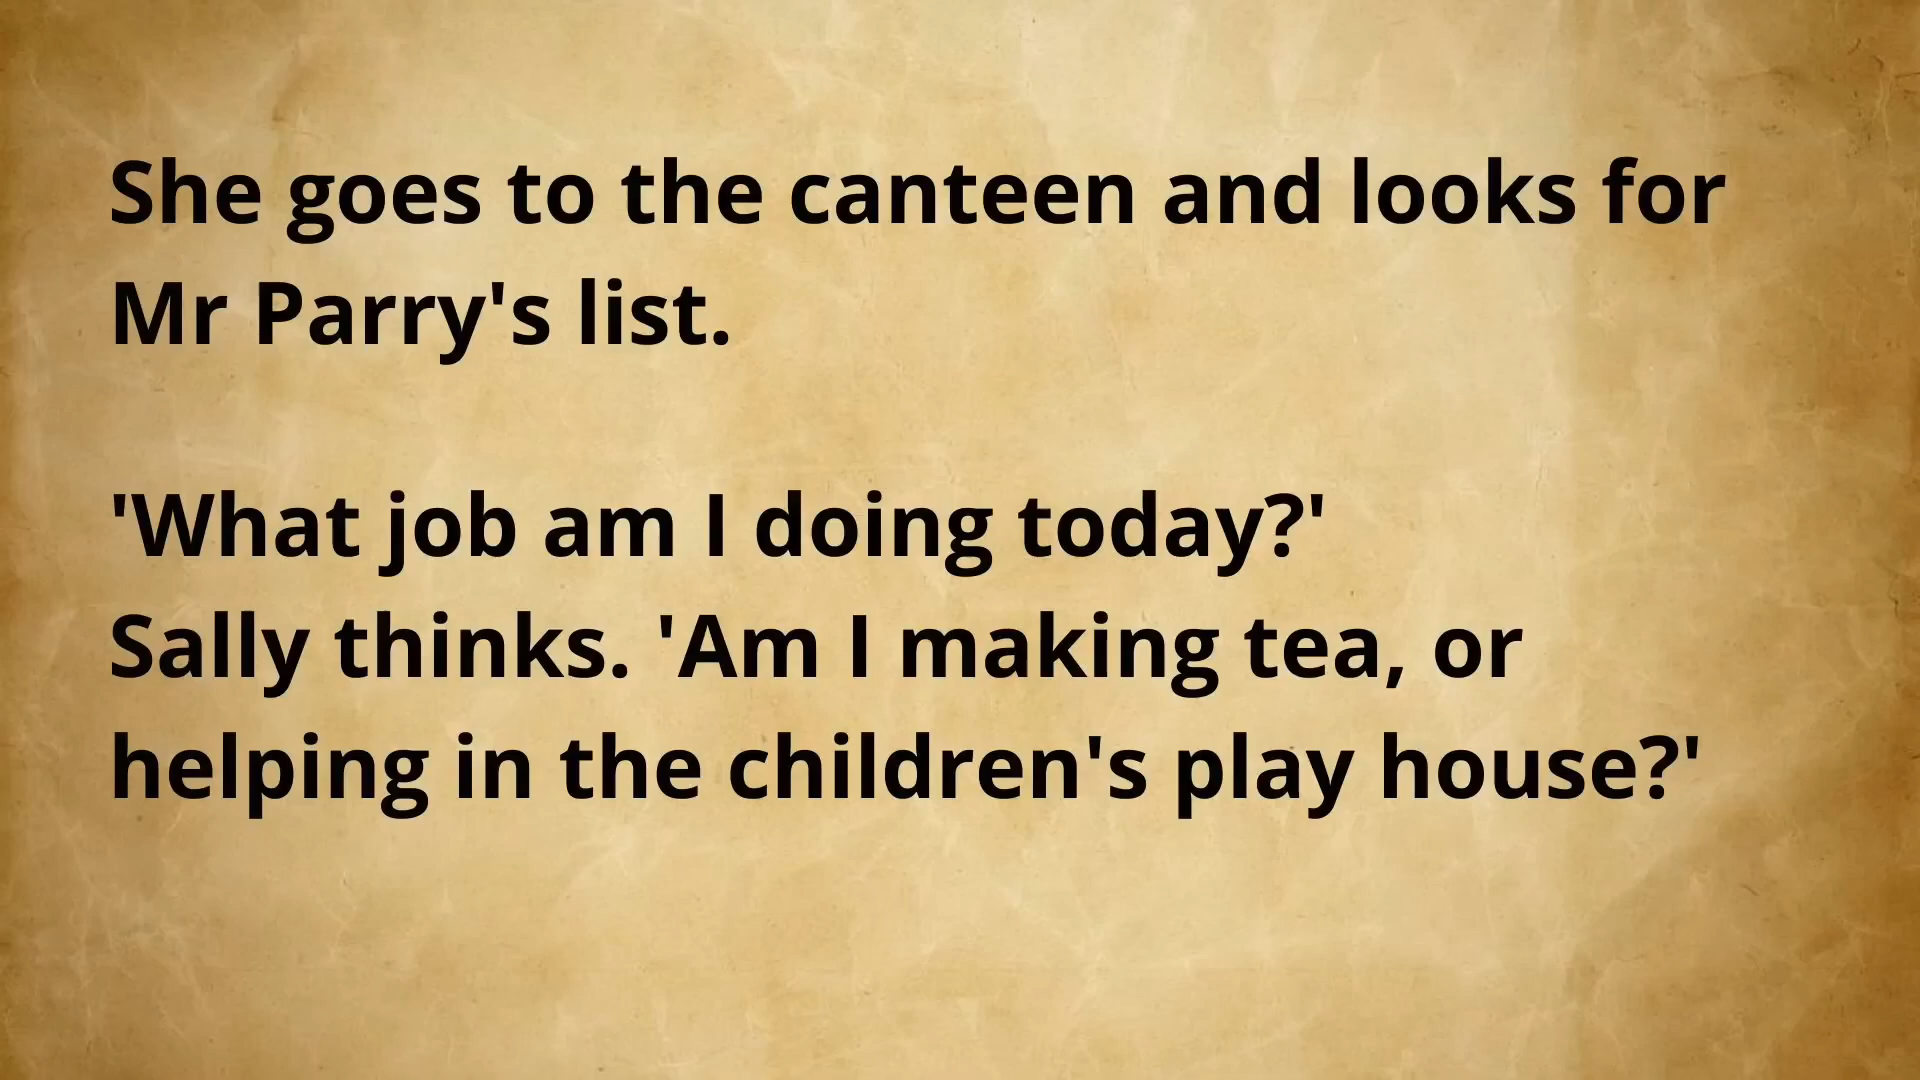 She goes to the canteen and looks for
Mr Parry's list.
'What job am I doing today?'
Sally thinks. 'Am I making tea, or
helping in the children's play house?'